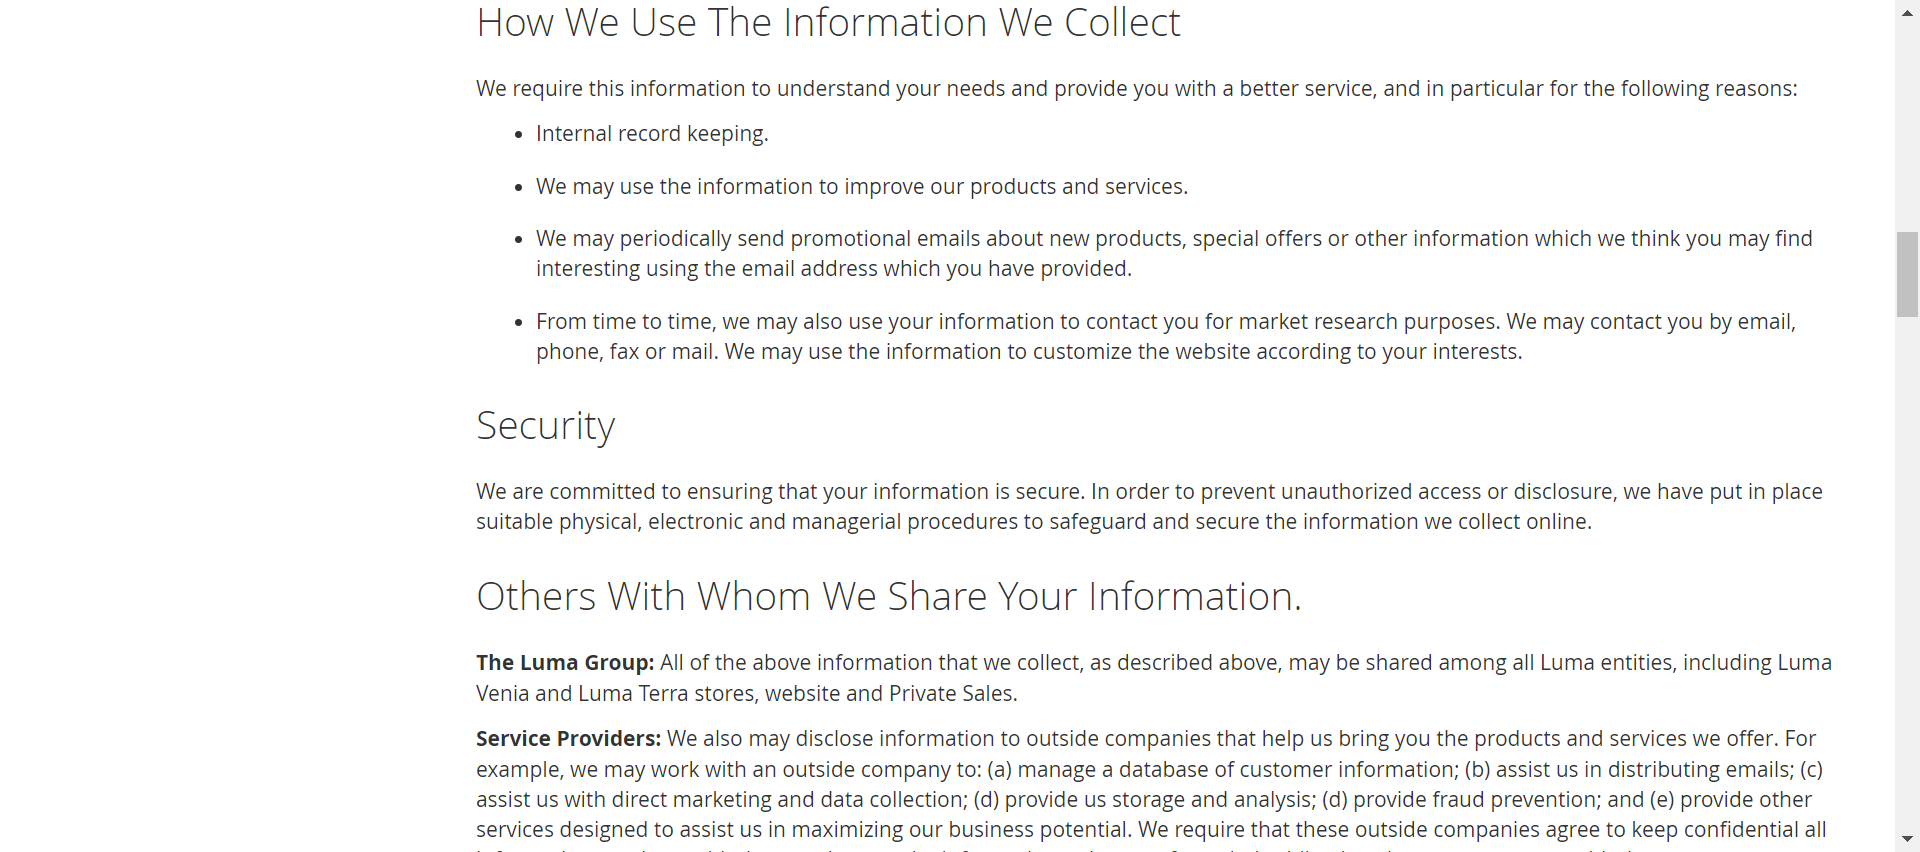 How We Use The Information We Collect
We require this information to understand your needs and provide you with a better service, and in particular for the following reasons:
• Internal record keeping.
• We may use the information to improve our products and services.
• We may periodically send promotional emails about new products, special offers or other information which we think you may find
interesting using the email address which you have provided.
• From time to time, we may also use your information to contact you for market research purposes. We may contact you by email,
phone, fax or mail. We may use the information to customize the website according to your interests.
Security
We are committed to ensuring that your information is secure. In order to prevent unauthorized access or disclosure, we have put in place
suitable physical, electronic and managerial procedures to safeguard and secure the information we collect online.
Others With Whom We Share Your Information.
The Luma Group: All of the above information that we collect, as described above, may be shared among all Luma entities, including Luma
Venia and Luma Terra stores, website and Private Sales.
Service Providers: We also may disclose information to outside companies that help us bring you the products and services we offer. For
example, we may work with an outside company to: (a) manage a database of customer information; (b) assist us in distributing emails; (c)
assist us with direct marketing and data collection; (d) provide us storage and analysis; (d) provide fraud prevention; and (e) provide other
services designed to assist us in maximizing our business potential. We require that these outside companies agree to keep confidential all